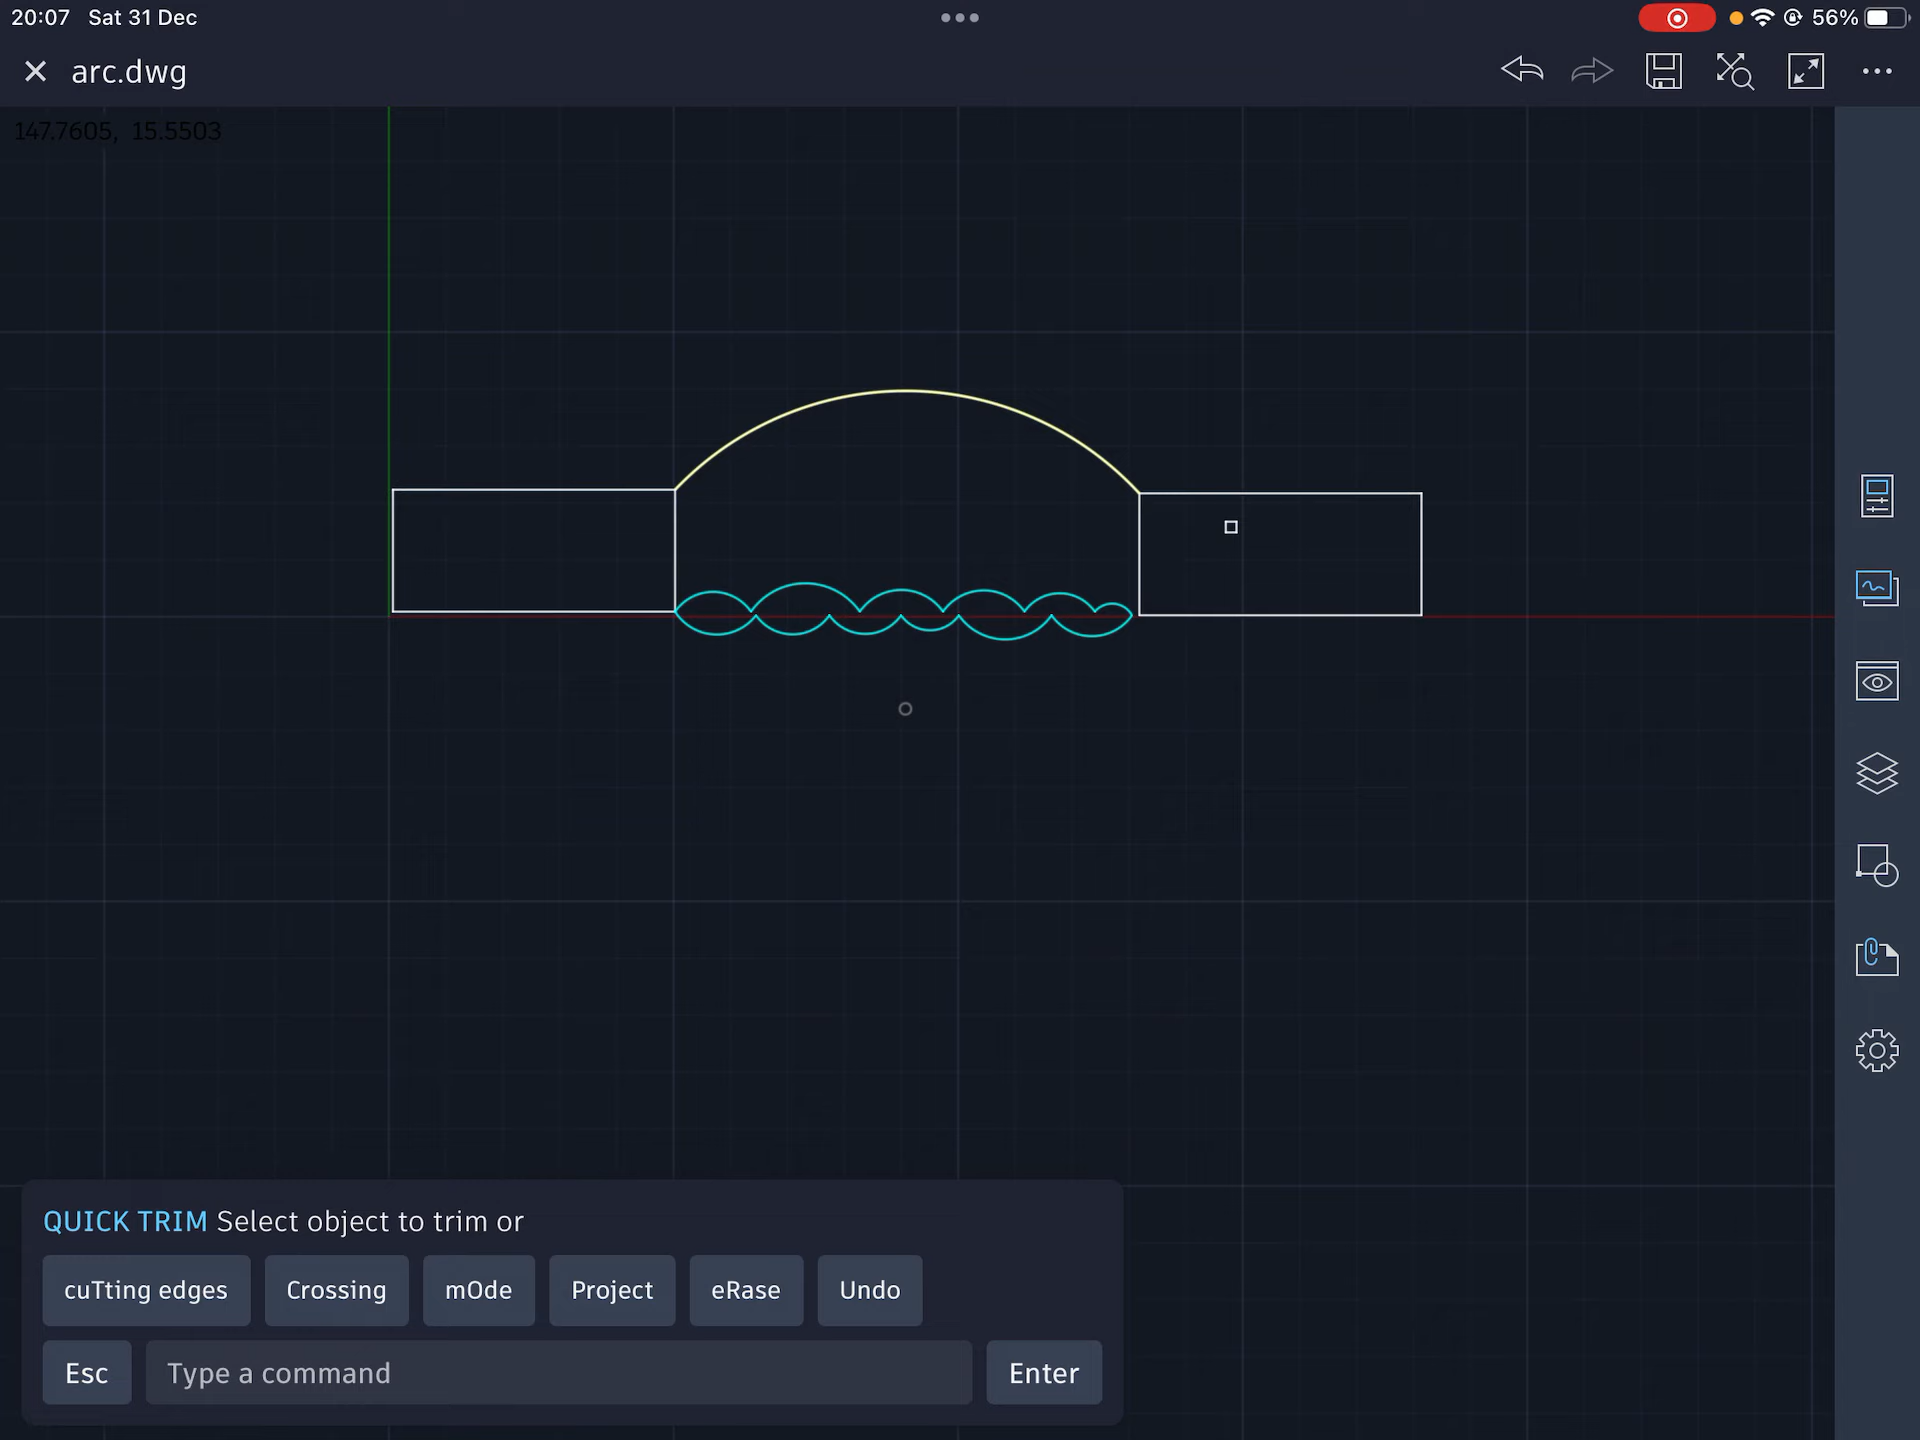 20:07 Sat 31 Dec
56%
arc.dwg
147.7605, 15.5503
QUICK TRIM Select object to trim or
cuTting edges Crossing mOde Project eRase Undo
Esc Type a command Enter